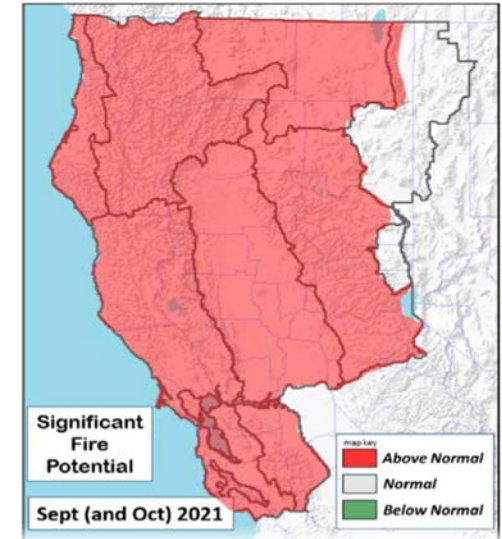 Significant
Fire
Potential
Sept (and Oct) 2021
map key
Above Normal
Normal
Below Normal